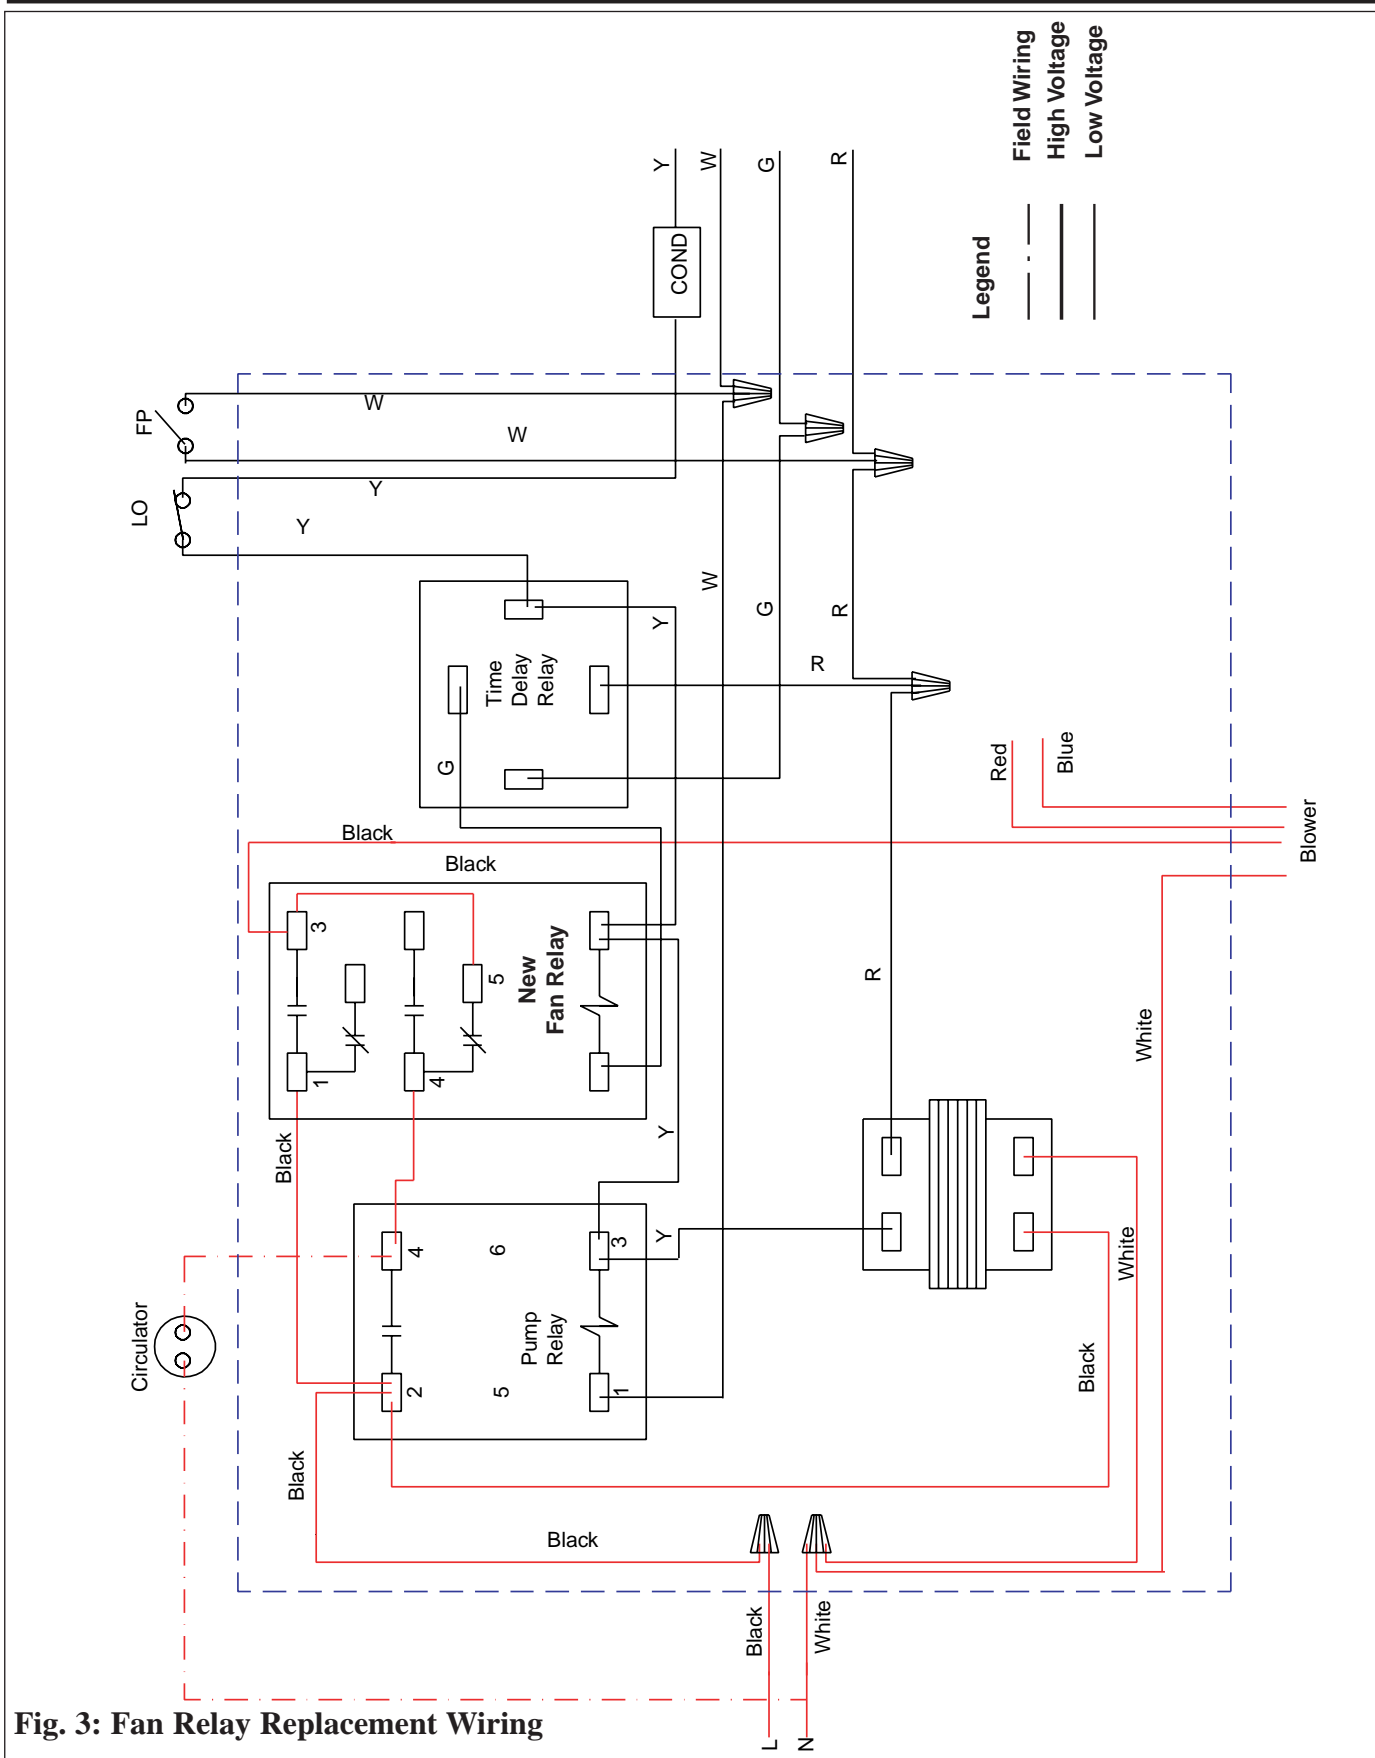 Field Wiring
High Voltage
Low Voltage
Legend
Y
W
G
R
COND
FP
LO
W
W
Y
Y
W
G
R
Y
R
Time
Delay
Relay
G
Red
Blue
Blower
Black
Black
3
5
New
Fan Relay
1
4
R
White
Black
Y
Y
4
6
3
Pump
Relay
2
5
1
Circulator
White
Black
Black
Black
Black
White
L
N
Fig. 3: Fan Relay Replacement Wiring